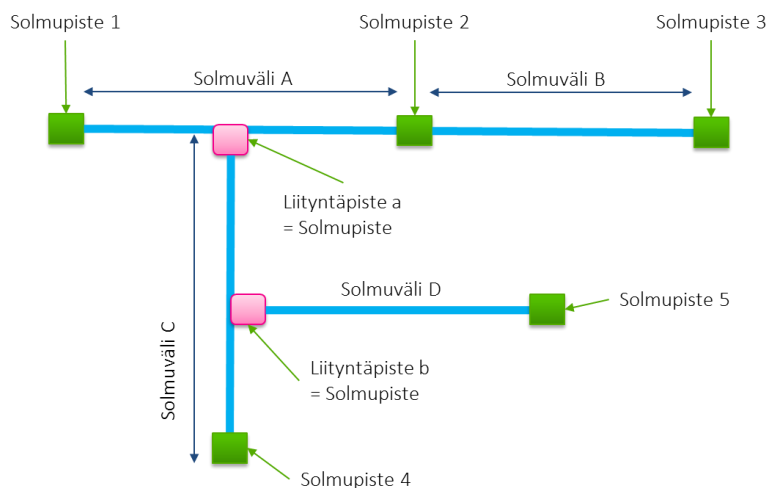 Solmupiste 1
Solmupiste 2
Solmupiste 3
Solmuväli A
Solmuväli B
Liityntäpiste a
= Solmupiste
Solmuväli C
Solmuväli D
Solmupiste 5
Liityntäpiste b
= Solmupiste
Solmupiste 4